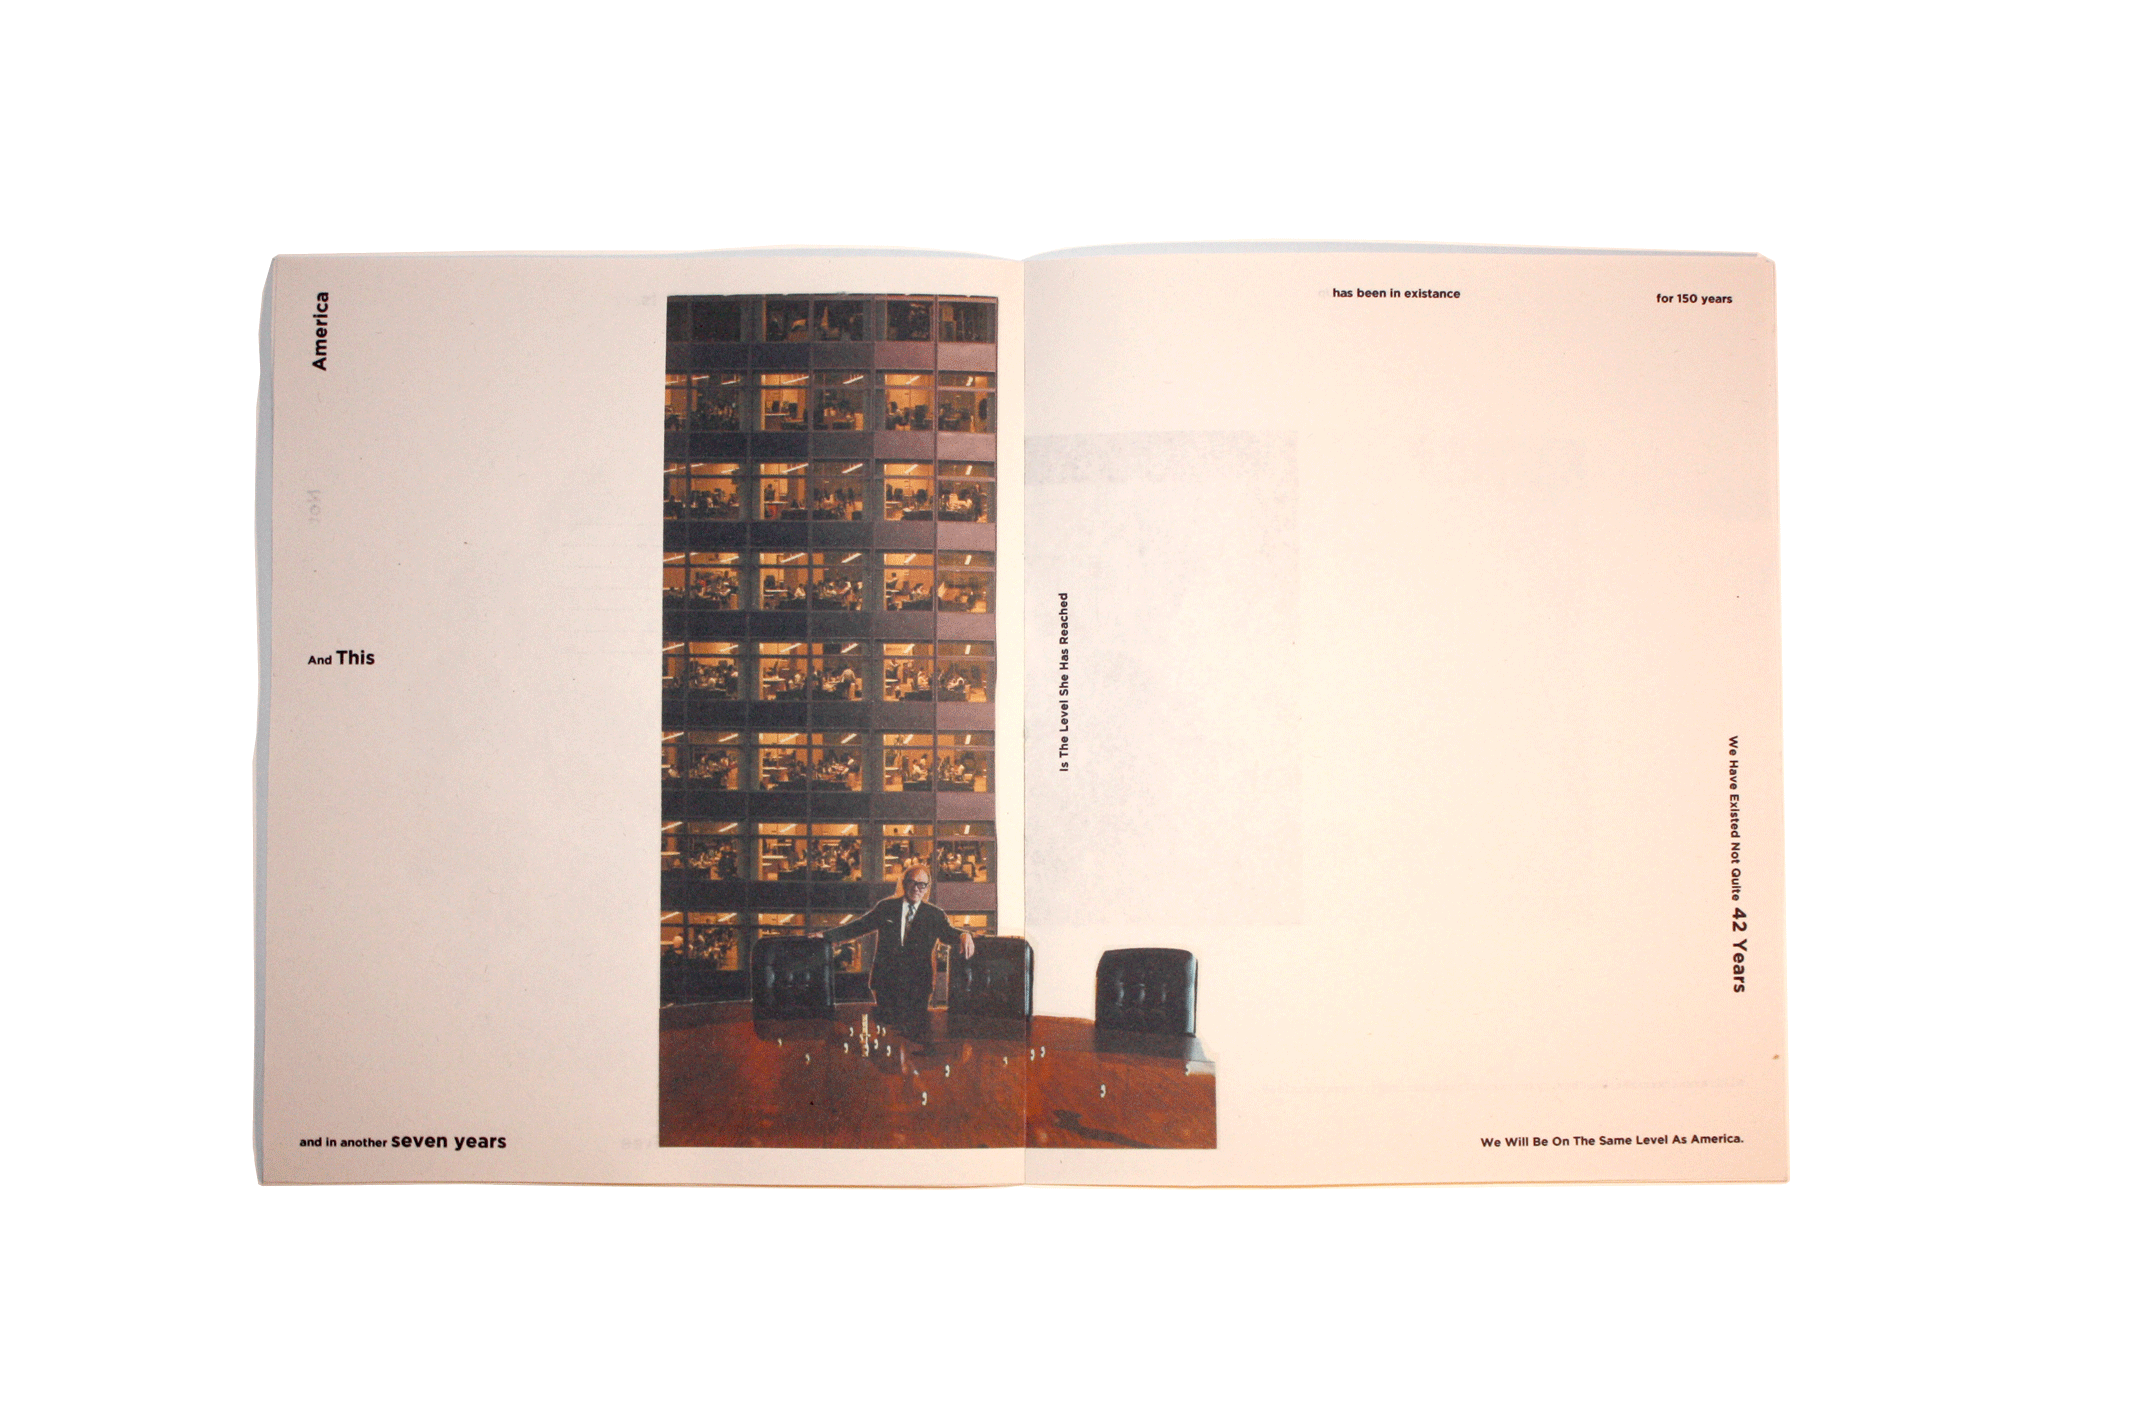 America
has been in existance
for 150 years
And This
Is The Level She Has Reached
We Have Existed Not Quite 42 Years
and in another seven years
We Will Be On The Same Level As America.